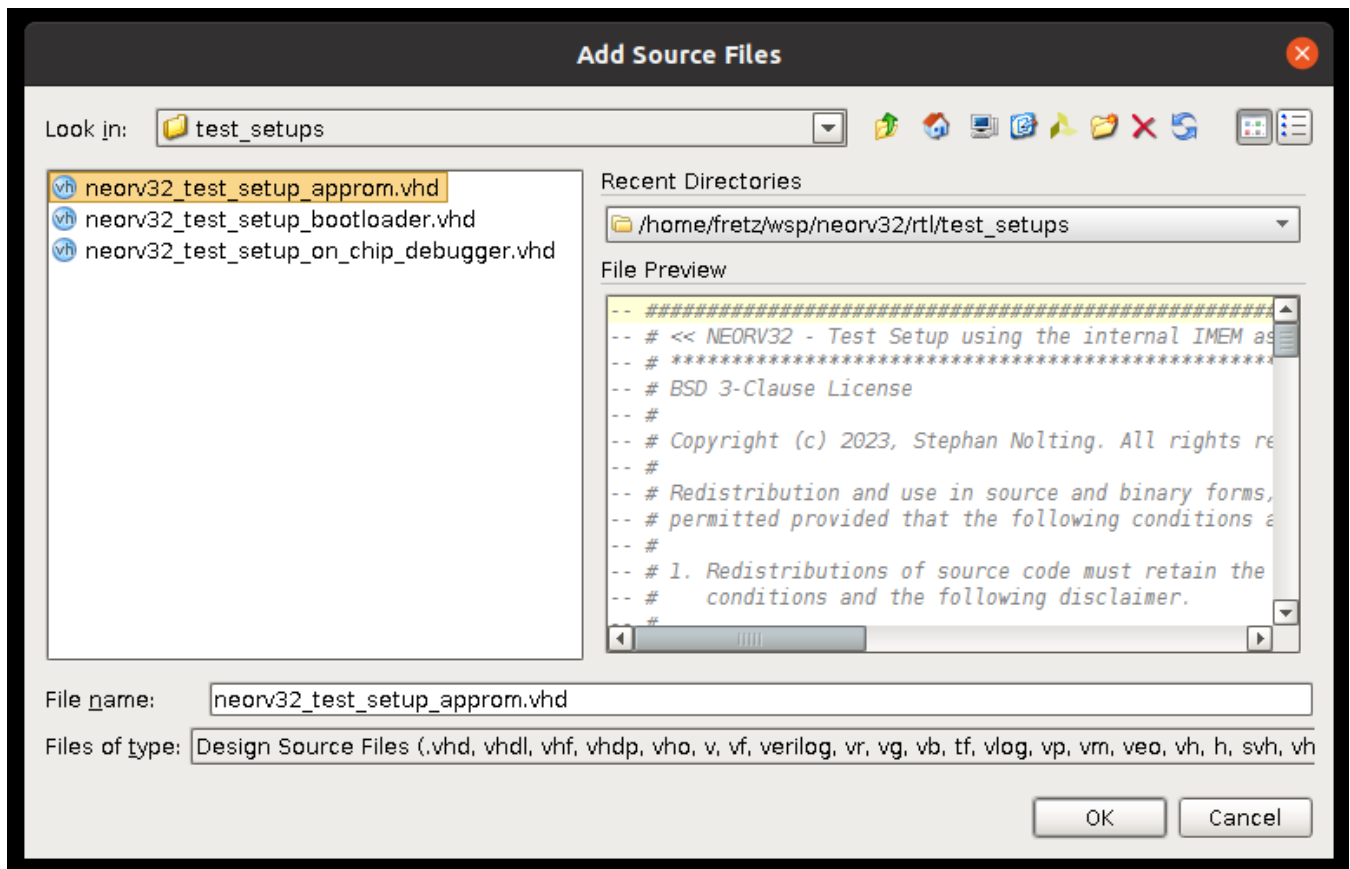 Add Source Files
Look in: test_setups
neorv32_test_setup_approm.vhd
neorv32_test_setup_bootloader.vhd
neorv32_test_setup_on_chip_debugger.vhd
Recent Directories
/home/fretz/wsp/neorv32/rtl/test_setups
File Preview
-- ##################################################
-- # << NEORV32 - Test Setup using the internal IMEM as
-- # **************************************************
-- # BSD 3-Clause License
-- #
-- # Copyright (c) 2023, Stephan Nolting. All rights re
-- #
-- # Redistribution and use in source and binary forms,
-- # permitted provided that the following conditions a
-- #
-- # 1. Redistributions of source code must retain the
-- #    conditions and the following disclaimer.
-- #
File name: neorv32_test_setup_approm.vhd
Files of type: Design Source Files (.vhd, vhdl, vhf, vhdp, vho, v, vf, verilog, vr, vg, vb, tf, vlog, vp, vm, veo, vh, h, svh, vh
OK Cancel